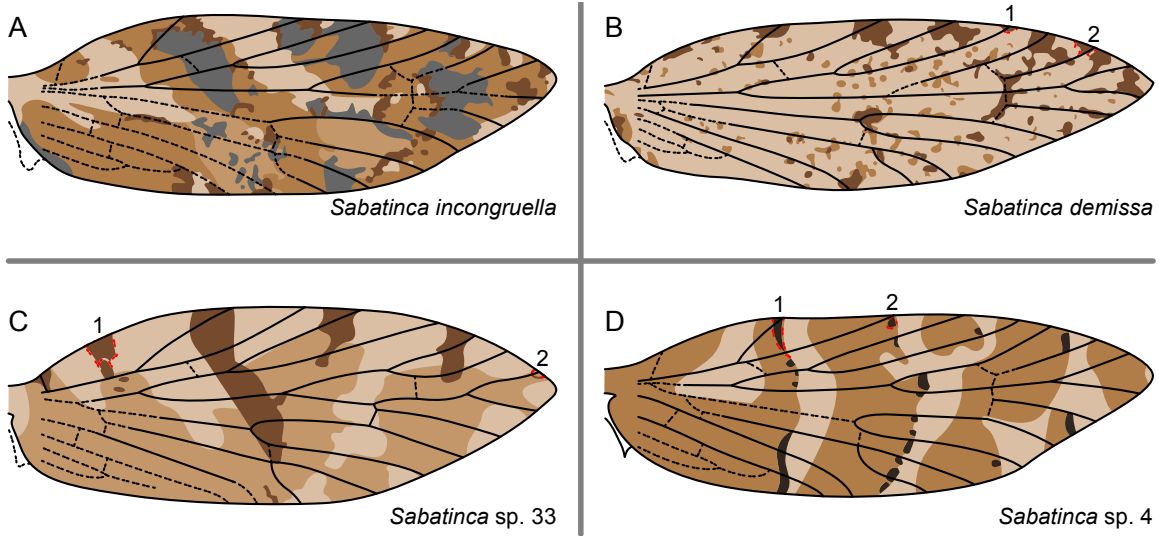 A
B
1
2
Sabatinca incongruella
Sabatinca demissa
C
1
2
D
1
2
Sabatinca sp. 33
Sabatinca sp. 4